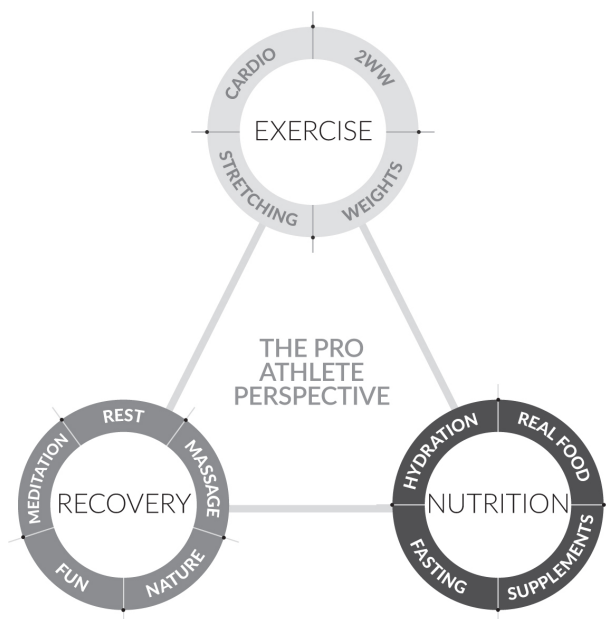 CARDIO
2WW
EXERCISE
STRETCHING
WEIGHTS
THE PRO
ATHLETE
PERSPECTIVE
REST
MEDITATION
MASSAGE
RECOVERY
FUN
NATURE
HYDRATION
REAL FOOD
NUTRITION
FASTING
SUPPLEMENTS